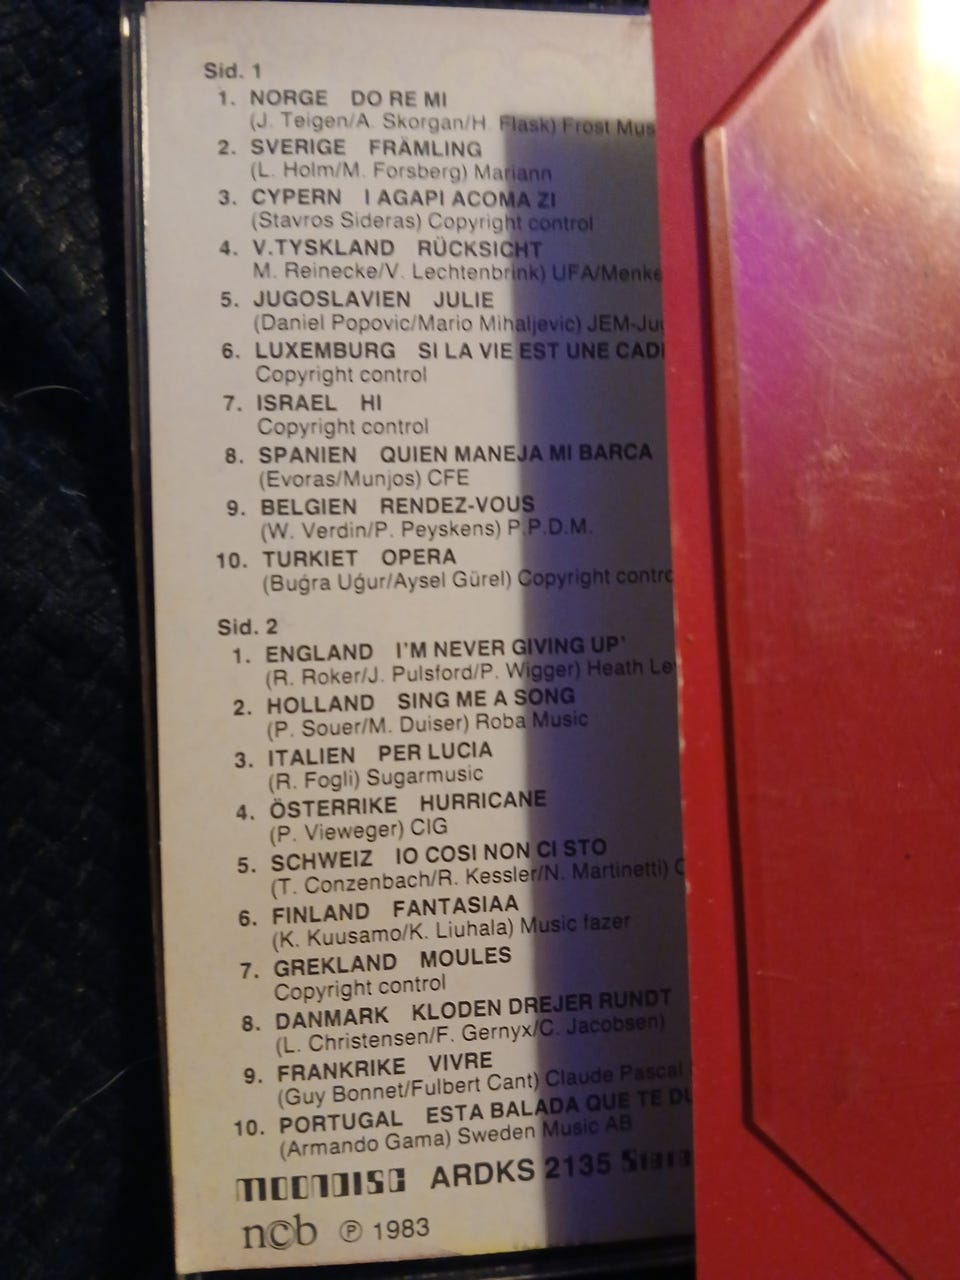 Sid. 1
1. NORGE DO RE MI
(J. Teigen/A. Skorgan/H. Flask) Frost Mus
2. SVERIGE FRÄMLING
(L. Holm/M. Forsberg) Mariann
3. CYPERN I AGAPI ACOMA ZI
(Stavros Sideras) Copyright control
4. V.TYSKLAND RÜCKSICHT
M. Reinecke/V. Lechtenbrink) UFA/Menke
5. JUGOSLAVIEN JULIE
(Daniel Popovic/Mario Mihaljevic) JEM-Ju
6. LUXEMBURG SI LA VIE EST UNE CAD
Copyright control
7. ISRAEL HI
Copyright control
8. SPANIEN QUIEN MANEJA MI BARCA
(Evoras/Munjos) CFE
9. BELGIEN RENDEZ-VOUS
(W. Verdin/P. Peyskens) P.P.D.M.
10. TURKIET OPERA
(Buģra Uģur/Aysel Gürel) Copyright contro
Sid. 2
1. ENGLAND I'M NEVER GIVING UP'
(R. Roker/J. Pulsford/P. Wigger) Heath Le
2. HOLLAND SING ME A SONG
(P. Souer/M. Duiser) Roba Music
3. ITALIEN PER LUCIA
(R. Fogli) Sugarmusic
4. ÖSTERRIKE HURRICANE
(P. Vieweger) CIG
5. SCHWEIZ IO COSI NON CI STO
(T. Conzenbach/R. Kessler/N. Martinetti)
6. FINLAND FANTASIAA
(K. Kuusamo/K. Liuhala) Music fazer
7. GREKLAND MOULES
Copyright control
8. DANMARK KLODEN DREJER RUNDT
(L. Christensen/F. Gernyx/C. Jacobsen)
9. FRANKRIKE VIVRE
(Guy Bonnet/Fulbert Cant) Claude Pascal
10. PORTUGAL ESTA BALADA QUE TE DU
(Armando Gama) Sweden Music AB
MOONDISC ARDKS 2135 Stereo
ncb ℗ 1983